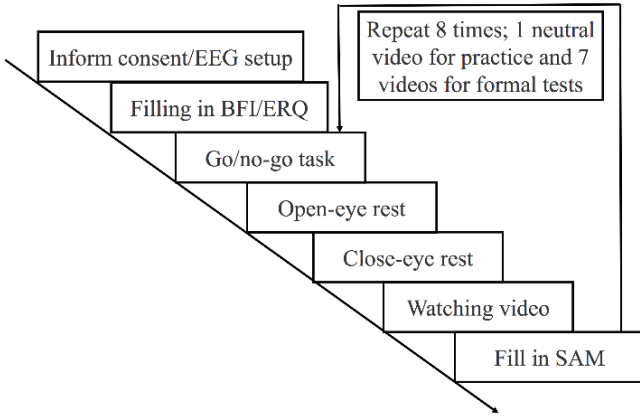 Repeat 8 times; 1 neutral
video for practice and 7
videos for formal tests
Inform consent/EEG setup
Filling in BFI/ERQ
Go/no-go task
Open-eye rest
Close-eye rest
Watching video
Fill in SAM